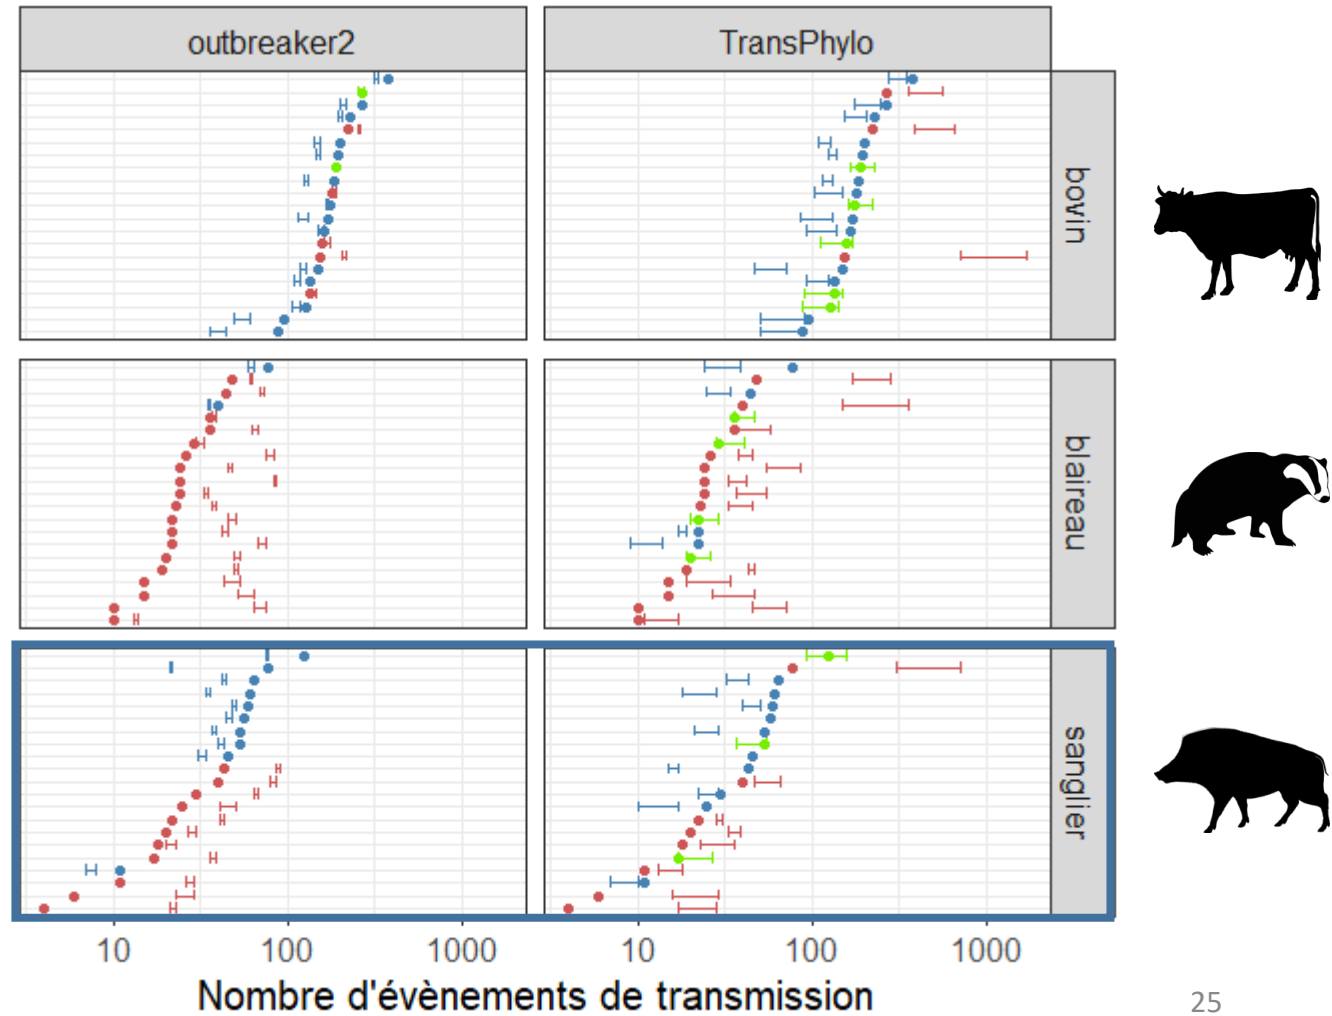 outbreaker2
TransPhylo
bovin
blaireau
sanglier
10
100
1000
10
100
1000
Nombre d'évènements de transmission
25